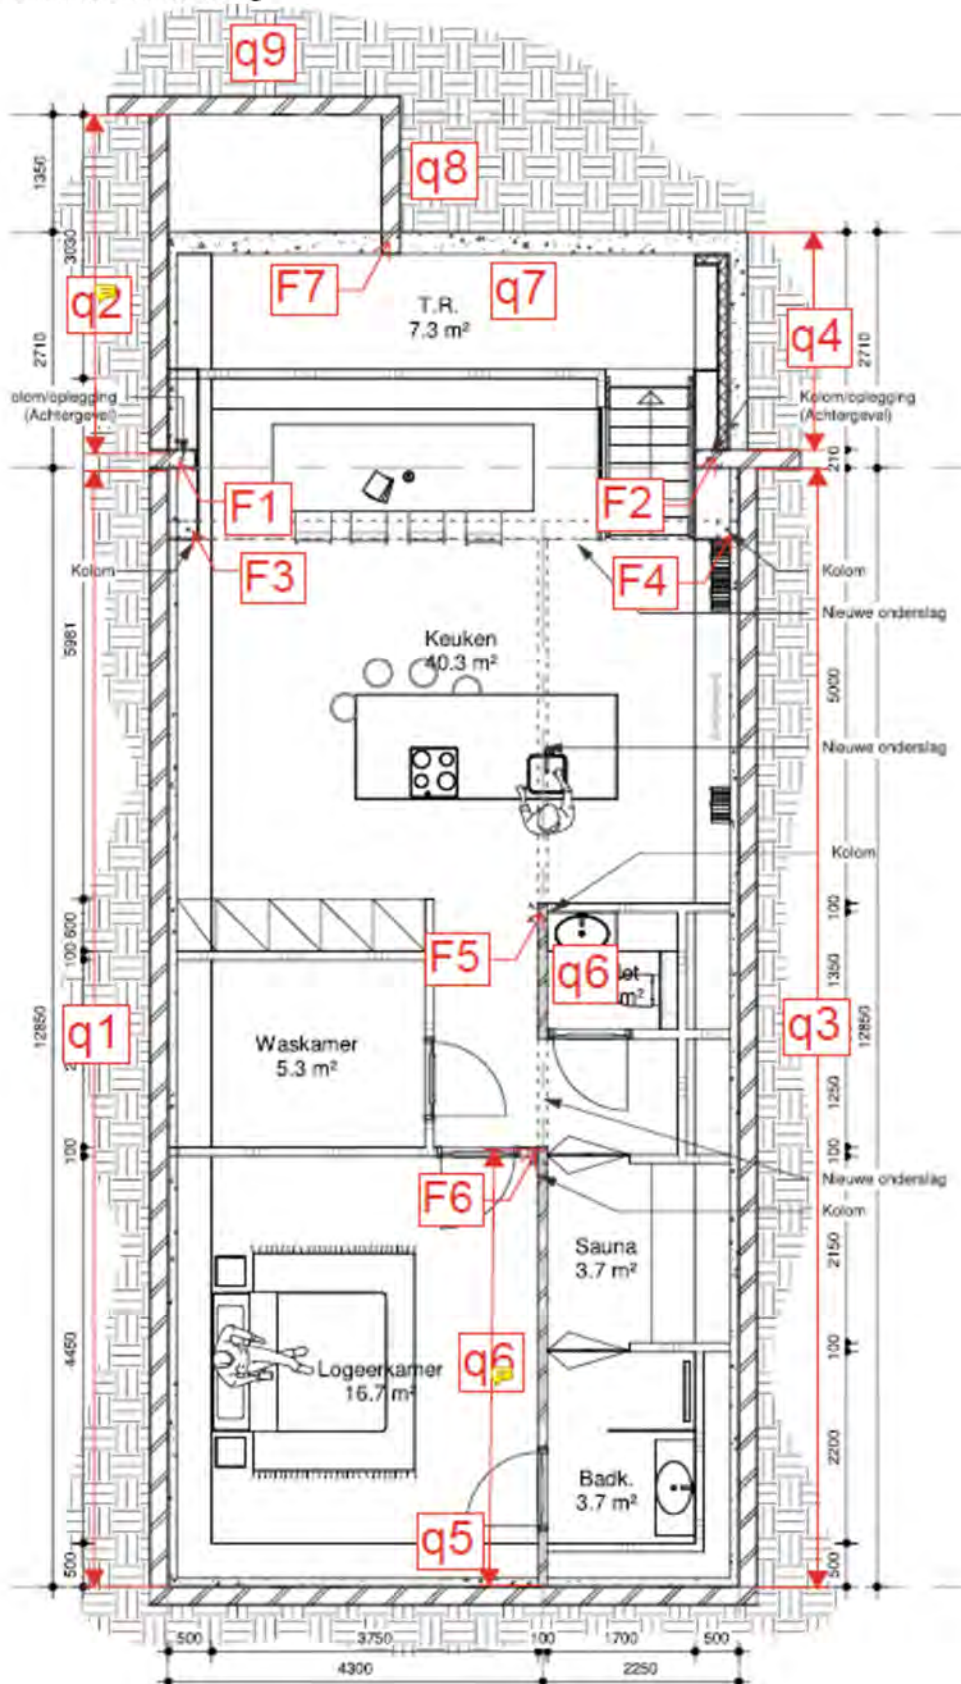 q9
1350
q8
3030
F7
q7
q2
T.R.
7.3 m²
q4
2710
2710
(Achtergevel)
Kolom/oplegging
(Achtergevel)
210
F1
F2
F3
F4
Kolom
Kolom
Nieuwe onderslag
5981
Keuken
40.3 m²
5000
Nieuwe onderslag
Kolom
100
600
100
F5
q6
m²
1350
q1
12850
Waskamer
5.3 m²
q3
12850
1250
100
100
Nieuwe onderslag
F6
Kolom
Sauna
3.7 m²
2150
4450
q6
100
Logeerkamer
16.7 m²
2200
Badk.
3.7 m²
q5
500
500
500 3750 100 1700 500
4300 2250